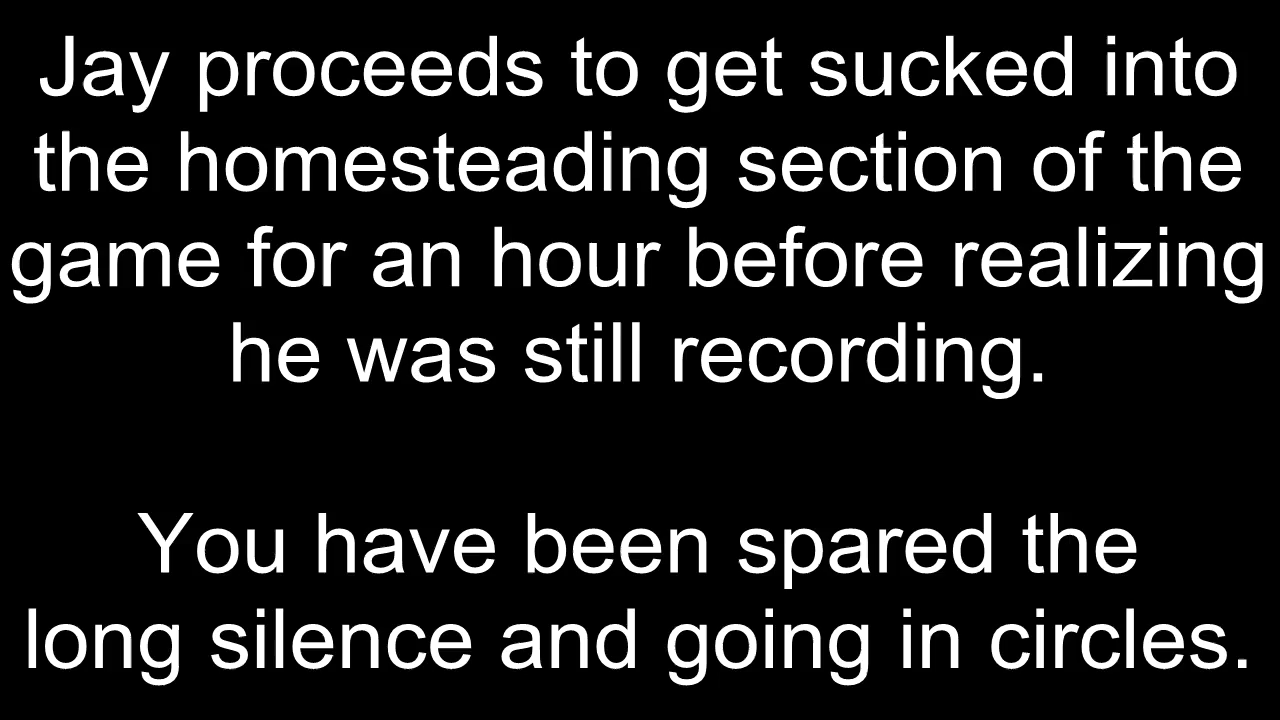 Jay proceeds to get sucked into
the homesteading section of the
game for an hour before realizing
he was still recording.
You have been spared the
long silence and going in circles.